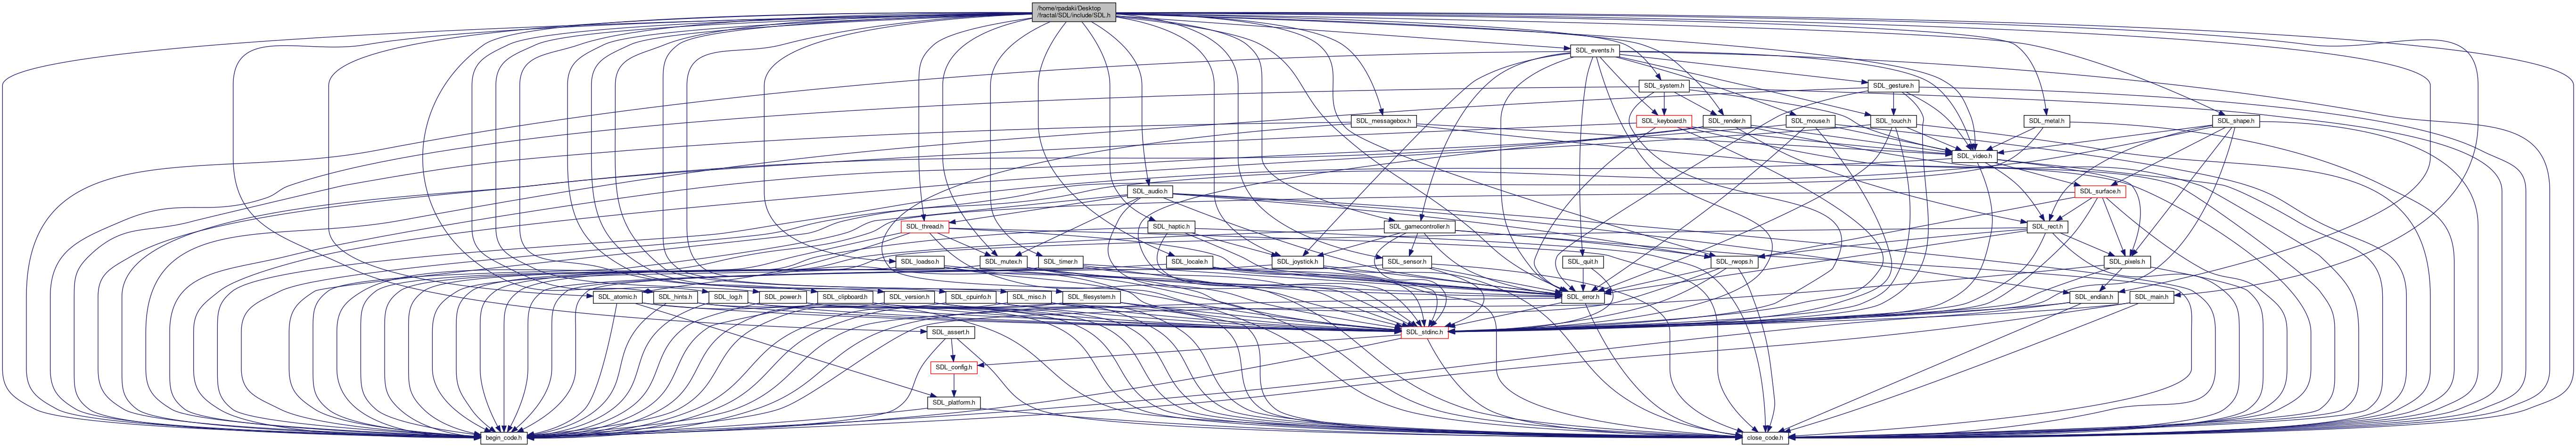 /home/rpadaki/Desktop
/fractal/SDL/include/SDL.h
SDL_events.h
SDL_system.h
SDL_gesture.h
SDL_messagebox.h
SDL_keyboard.h
SDL_render.h
SDL_mouse.h
SDL_touch.h
SDL_metal.h
SDL_shape.h
SDL_video.h
SDL_audio.h
SDL_surface.h
SDL_thread.h
SDL_haptic.h
SDL_gamecontroller.h
SDL_rect.h
SDL_loadso.h
SDL_mutex.h
SDL_timer.h
SDL_locale.h
SDL_joystick.h
SDL_sensor.h
SDL_quit.h
SDL_rwops.h
SDL_pixels.h
SDL_atomic.h
SDL_hints.h
SDL_log.h
SDL_power.h
SDL_clipboard.h
SDL_version.h
SDL_cpuinfo.h
SDL_misc.h
SDL_filesystem.h
SDL_error.h
SDL_endian.h
SDL_main.h
SDL_assert.h
SDL_stdinc.h
SDL_config.h
SDL_platform.h
begin_code.h
close_code.h